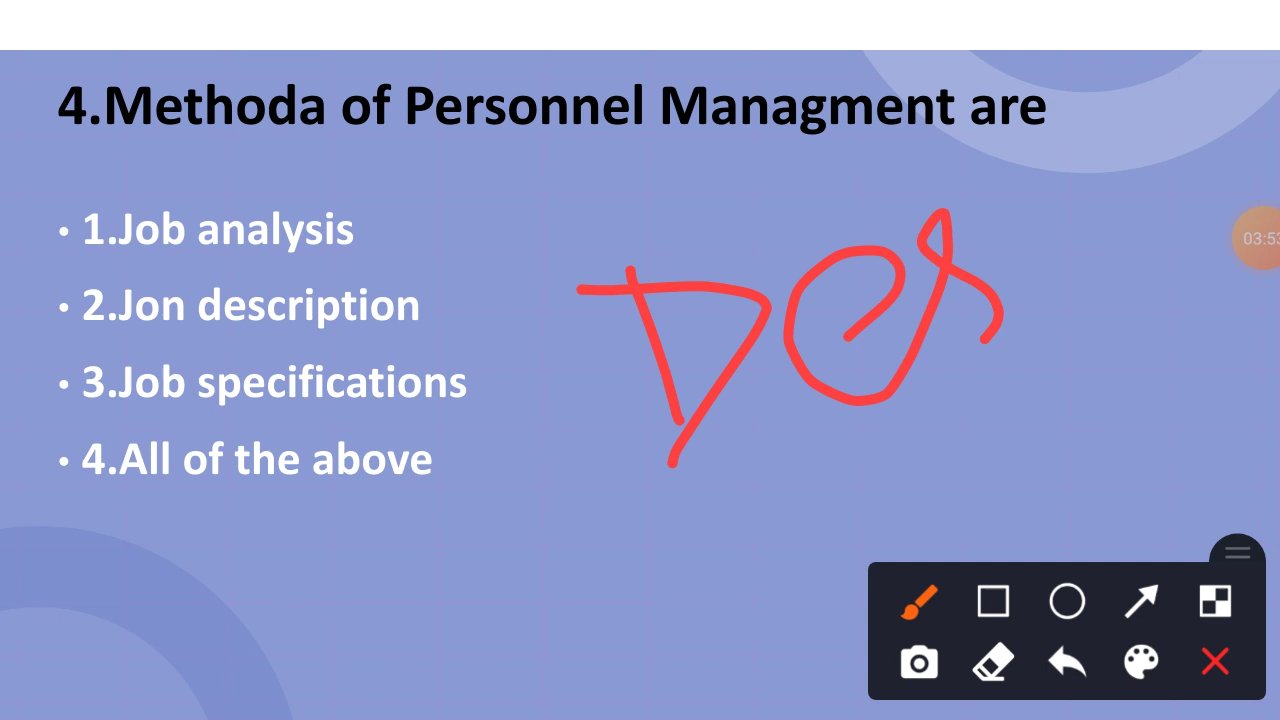 4.Methoda of Personnel Managment are
• 1.Job analysis
• 2.Jon description
• 3.Job specifications
• 4.All of the above
Des